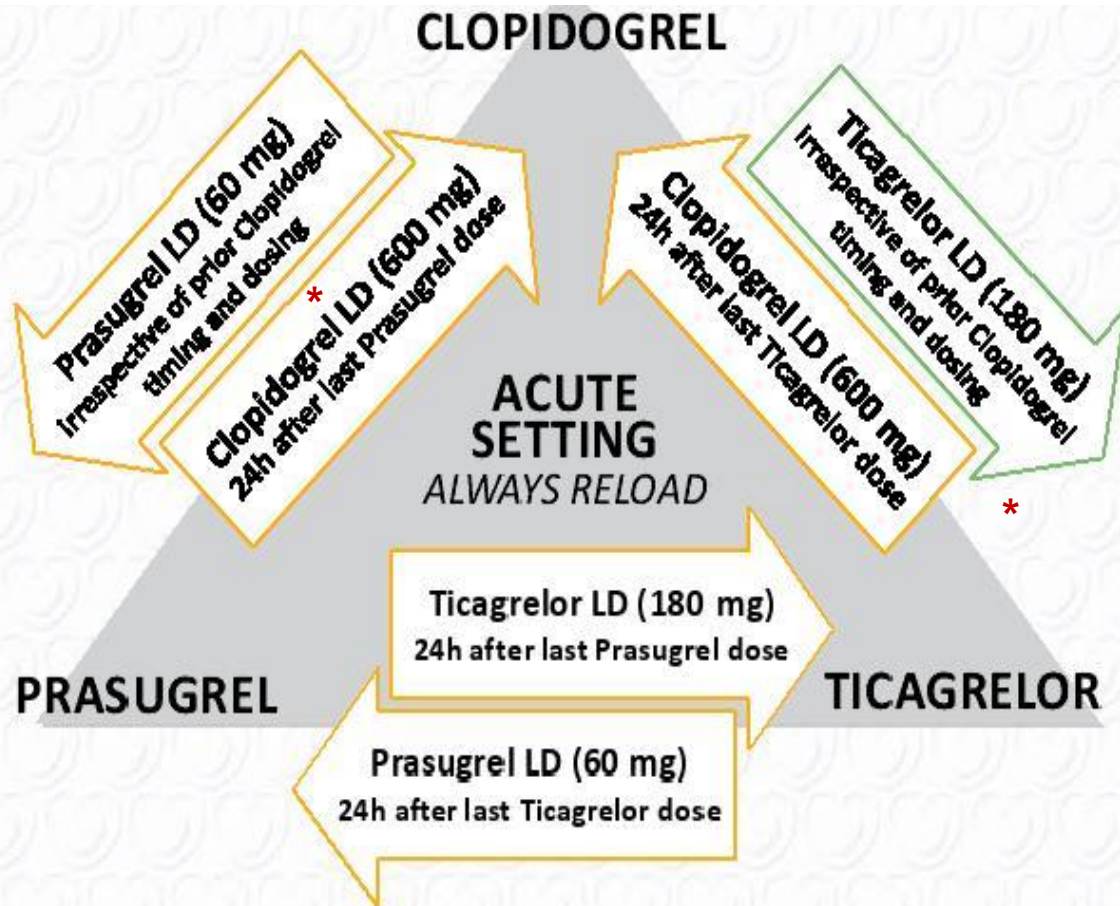 CLOPIDOGREL
Prasugrel LD (60 mg)
irrespective of prior Clopidogrel
timing and dosing
*
Clopidogrel LD (600 mg)
24h after last Prasugrel dose
Clopidogrel LD (600 mg)
24h after last Ticagrelor dose
Ticagrelor LD (180 mg)
irrespective of prior Clopidogrel
timing and dosing
*
ACUTE
SETTING
ALWAYS RELOAD
Ticagrelor LD (180 mg)
24h after last Prasugrel dose
PRASUGREL
TICAGRELOR
Prasugrel LD (60 mg)
24h after last Ticagrelor dose